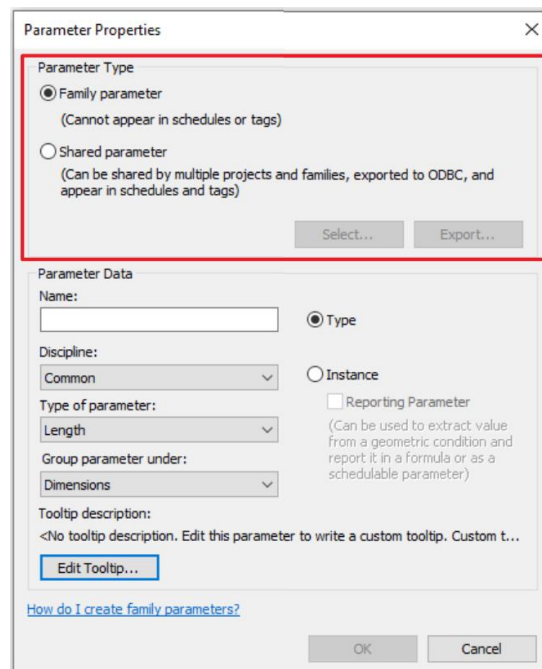 Parameter Properties
Parameter Type
Family parameter
(Cannot appear in schedules or tags)
Shared parameter
(Can be shared by multiple projects and families, exported to ODBC, and
appear in schedules and tags)
Select...
Export...
Parameter Data
Name:
Type
Discipline:
Common
Instance
Type of parameter:
Reporting Parameter
Length
(Can be used to extract value
from a geometric condition and
report it in a formula or as a
schedulable parameter)
Group parameter under:
Dimensions
Tooltip description:
<No tooltip description. Edit this parameter to write a custom tooltip. Custom t...
Edit Tooltip...
How do I create family parameters?
OK
Cancel